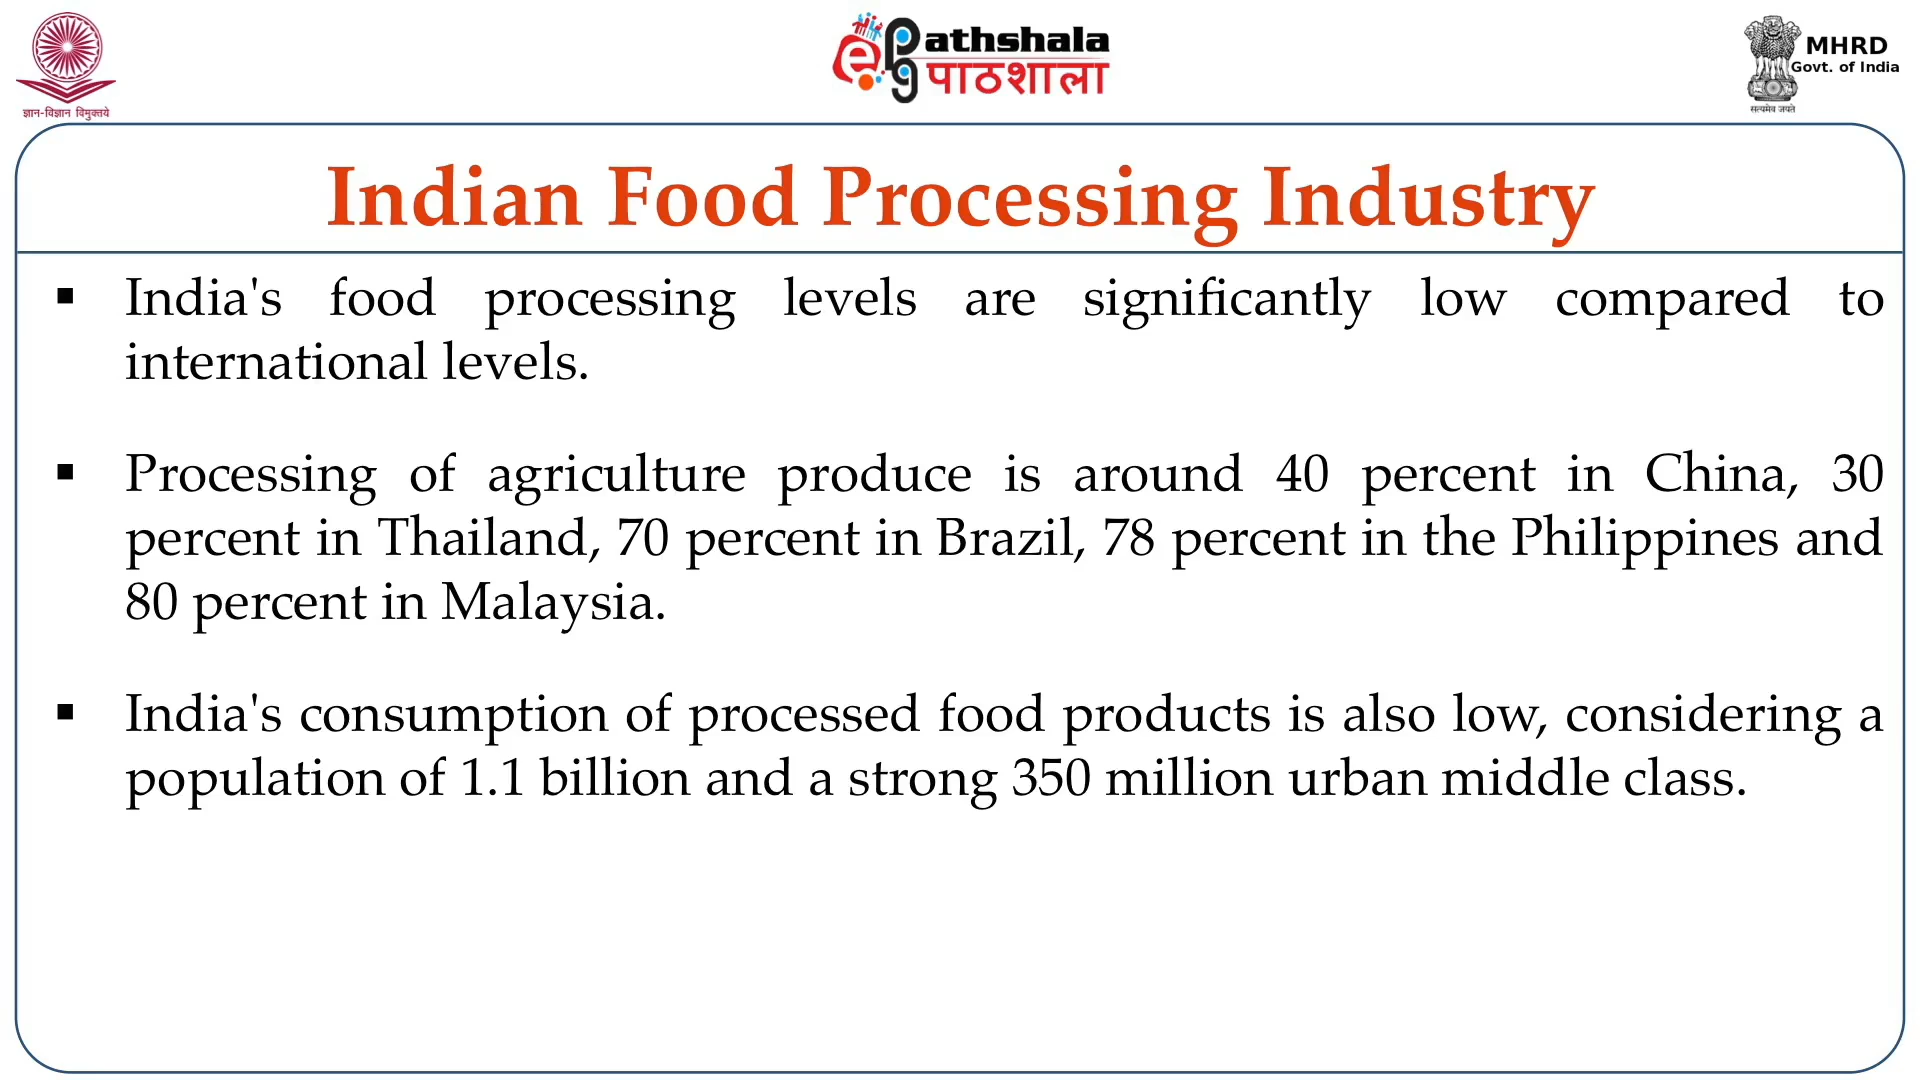 ज्ञान-विज्ञान विमुक्तये
ePathshala
पाठशाला
MHRD
Govt. of India
सत्यमेव जयते
Indian Food Processing Industry
▪ India's food processing levels are significantly low compared to
international levels.
▪ Processing of agriculture produce is around 40 percent in China, 30
percent in Thailand, 70 percent in Brazil, 78 percent in the Philippines and
80 percent in Malaysia.
▪ India's consumption of processed food products is also low, considering a
population of 1.1 billion and a strong 350 million urban middle class.